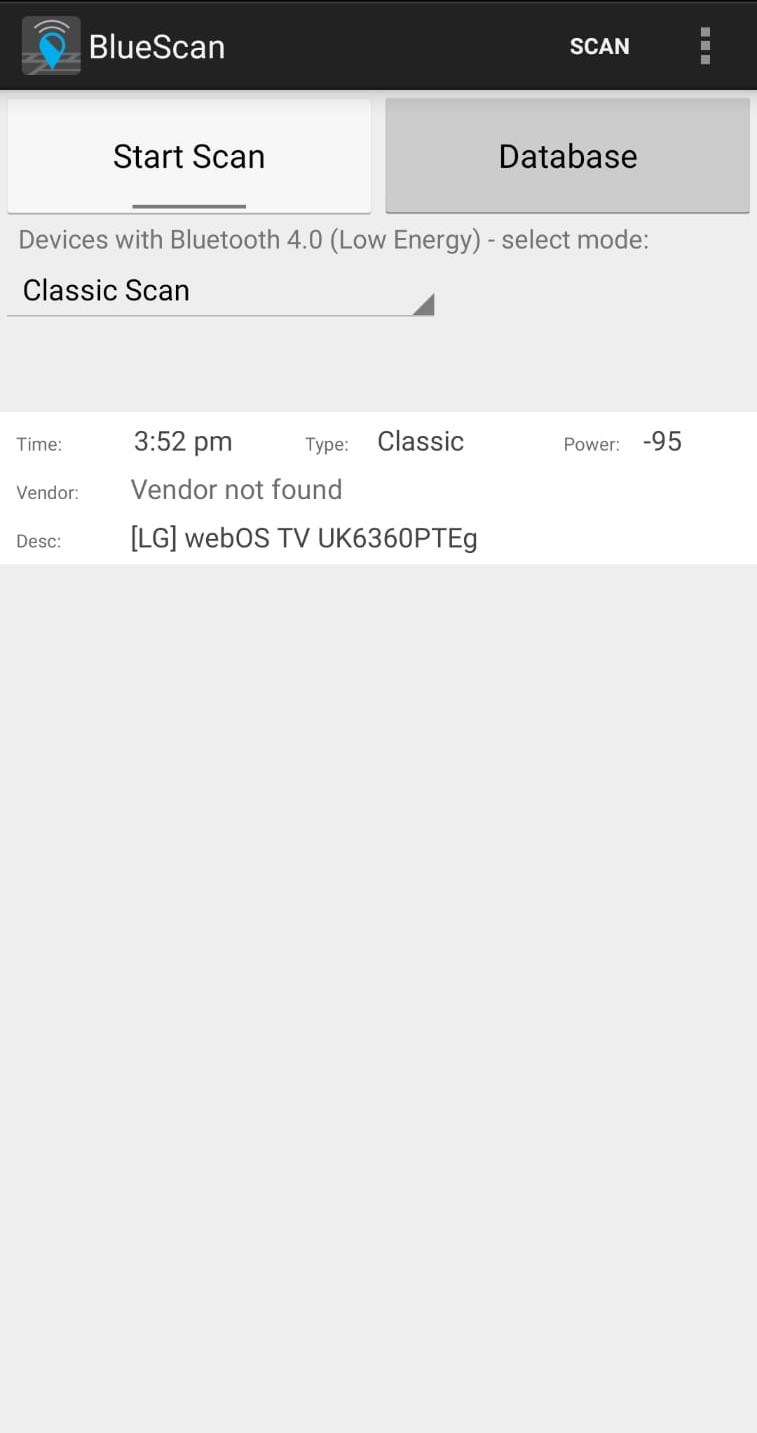 BlueScan SCAN
Start Scan Database
Devices with Bluetooth 4.0 (Low Energy) - select mode:
Classic Scan
Time: 3:52 pm Type: Classic Power: -95
Vendor: Vendor not found
Desc: [LG] webOS TV UK6360PTEg